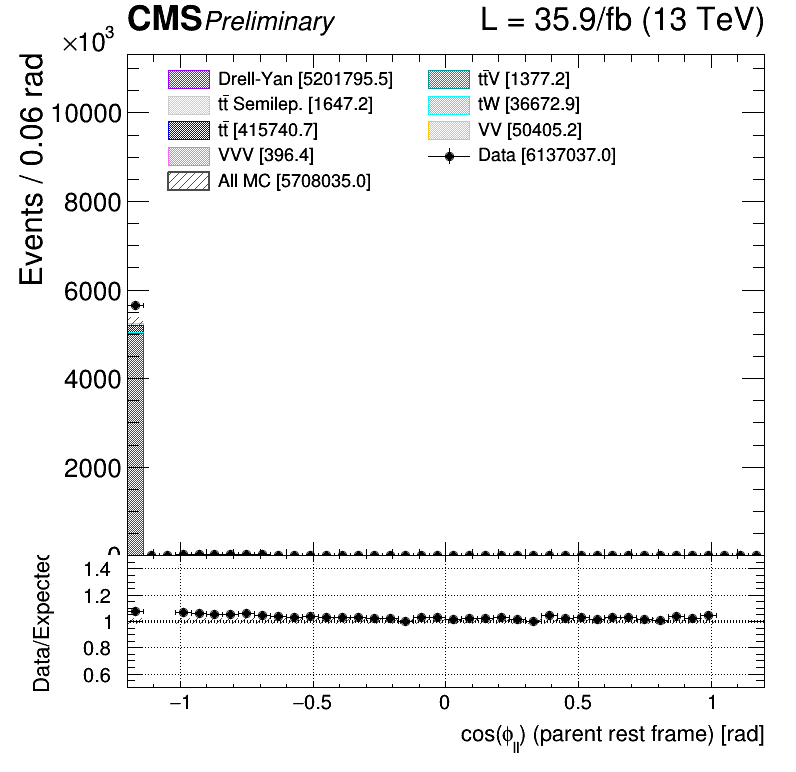 CMS Preliminary L = 35.9/fb (13 TeV)
×10³
Events / 0.06 rad
10000
8000
6000
4000
2000
0
Drell-Yan [5201795.5]
tt̄ Semilep. [1647.2]
tt̄ [415740.7]
VVV [396.4]
All MC [5708035.0]
tt̄V [1377.2]
tW [36672.9]
VV [50405.2]
Data [6137037.0]
Data/Expected
1.4
1.2
1
0.8
0.6
−1 −0.5 0 0.5 1
cos(ϕ_ll) (parent rest frame) [rad]